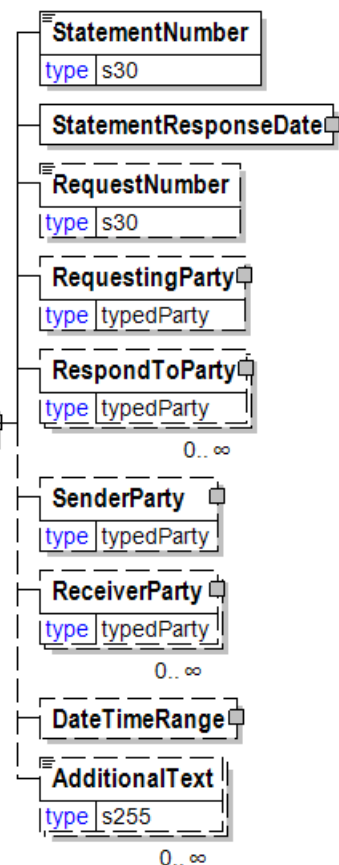 StatementNumber
type s30
StatementResponseDate
RequestNumber
type s30
RequestingParty
type typedParty
RespondToParty
type typedParty
0.. ∞
SenderParty
type typedParty
ReceiverParty
type typedParty
0.. ∞
DateTimeRange
AdditionalText
type s255
0.. ∞